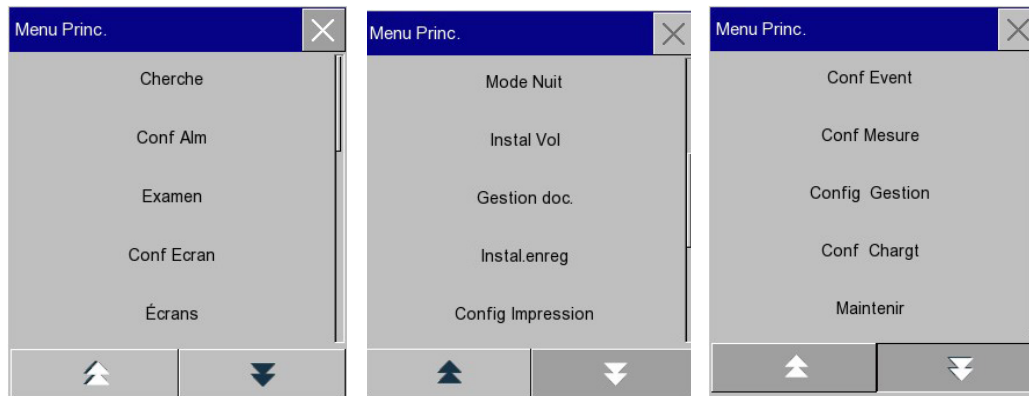 Menu Princ.
Cherche
Conf Alm
Examen
Conf Ecran
Écrans
Menu Princ.
Mode Nuit
Instal Vol
Gestion doc.
Instal.enreg
Config Impression
Menu Princ.
Conf Event
Conf Mesure
Config Gestion
Conf Chargt
Maintenir